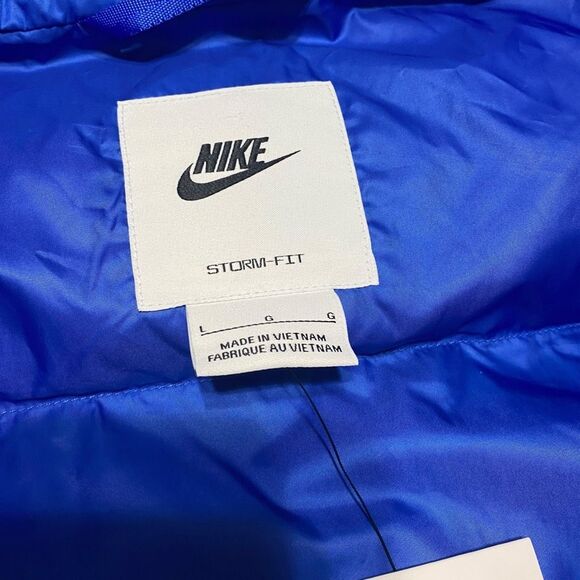 NIKE
STORM-FIT
L G G
MADE IN VIETNAM
FABRIQUE AU VIETNAM